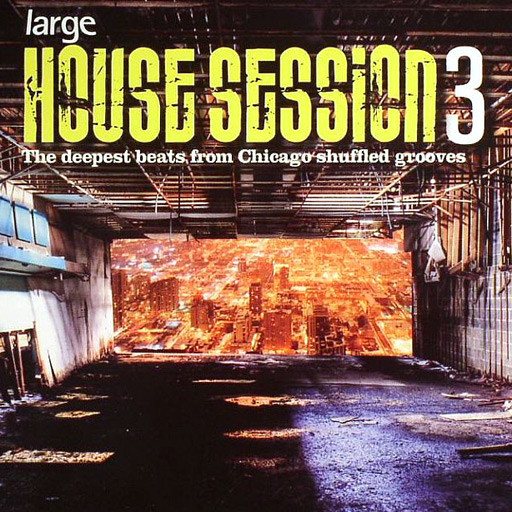 large
HOUSE SESSION 3
The deepest beats from Chicago shuffled grooves